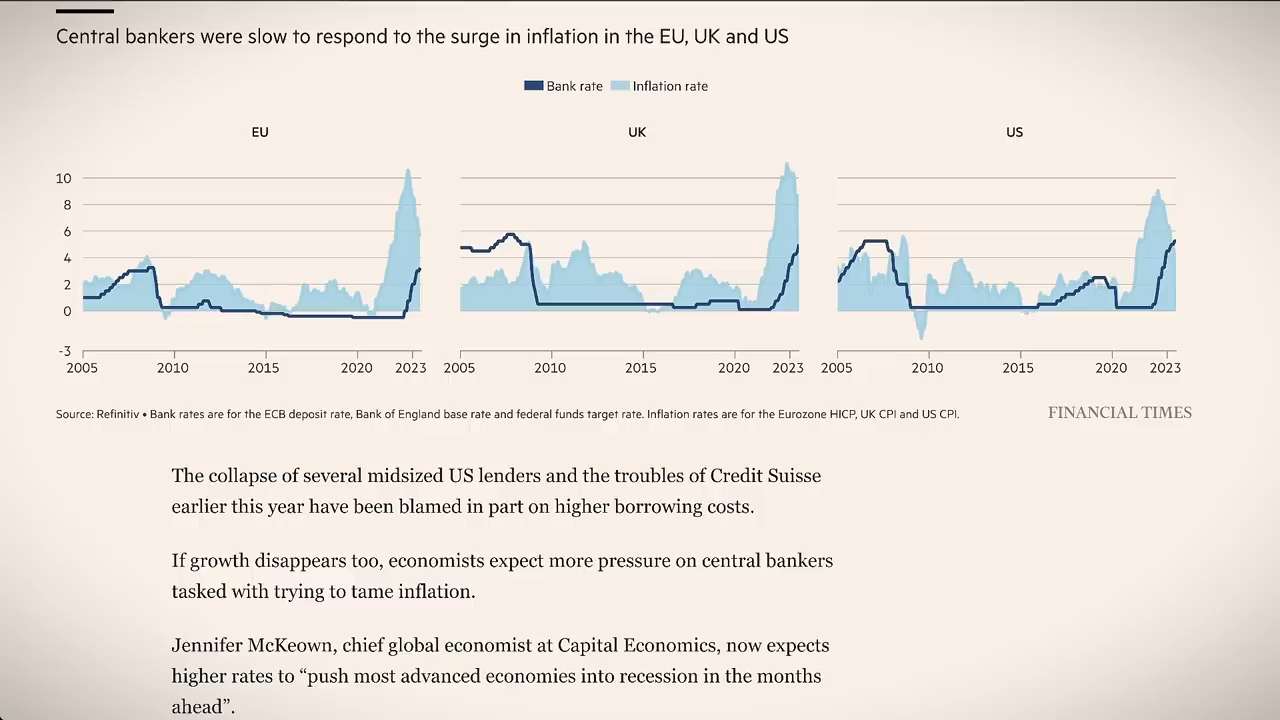 Central bankers were slow to respond to the surge in inflation in the EU, UK and US
Bank rate Inflation rate
EU UK US
10
8
6
4
2
0
-3
2005 2010 2015 2020 2023 2005 2010 2015 2020 2023 2005 2010 2015 2020 2023
Source: Refinitiv • Bank rates are for the ECB deposit rate, Bank of England base rate and federal funds target rate. Inflation rates are for the Eurozone HICP, UK CPI and US CPI.
FINANCIAL TIMES
The collapse of several midsized US lenders and the troubles of Credit Suisse
earlier this year have been blamed in part on higher borrowing costs.
If growth disappears too, economists expect more pressure on central bankers
tasked with trying to tame inflation.
Jennifer McKeown, chief global economist at Capital Economics, now expects
higher rates to “push most advanced economies into recession in the months
ahead”.